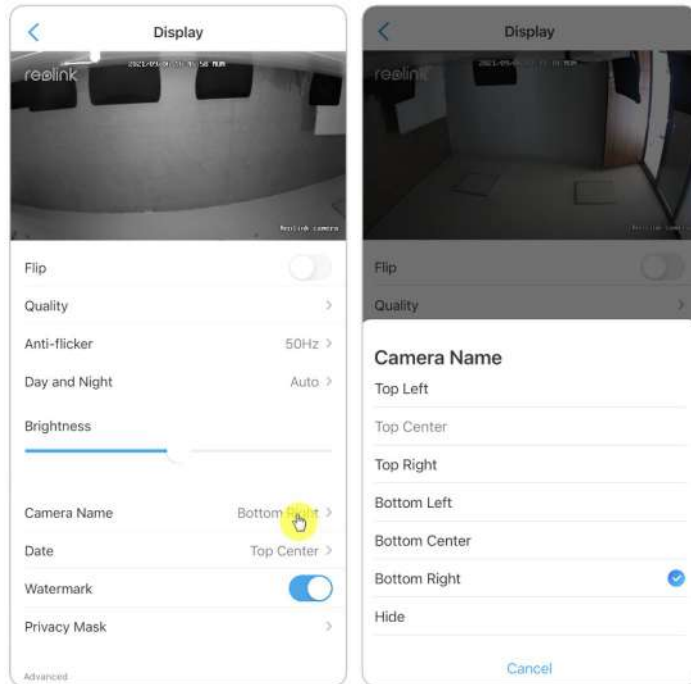 Display
reolink
Reolink camera
Flip
Quality
Anti-flicker 50Hz
Day and Night Auto
Brightness
Camera Name Bottom Right
Date Top Center
Watermark
Privacy Mask
Advanced
Display
reolink
Flip
Quality
Camera Name
Top Left
Top Center
Top Right
Bottom Left
Bottom Center
Bottom Right
Hide
Cancel